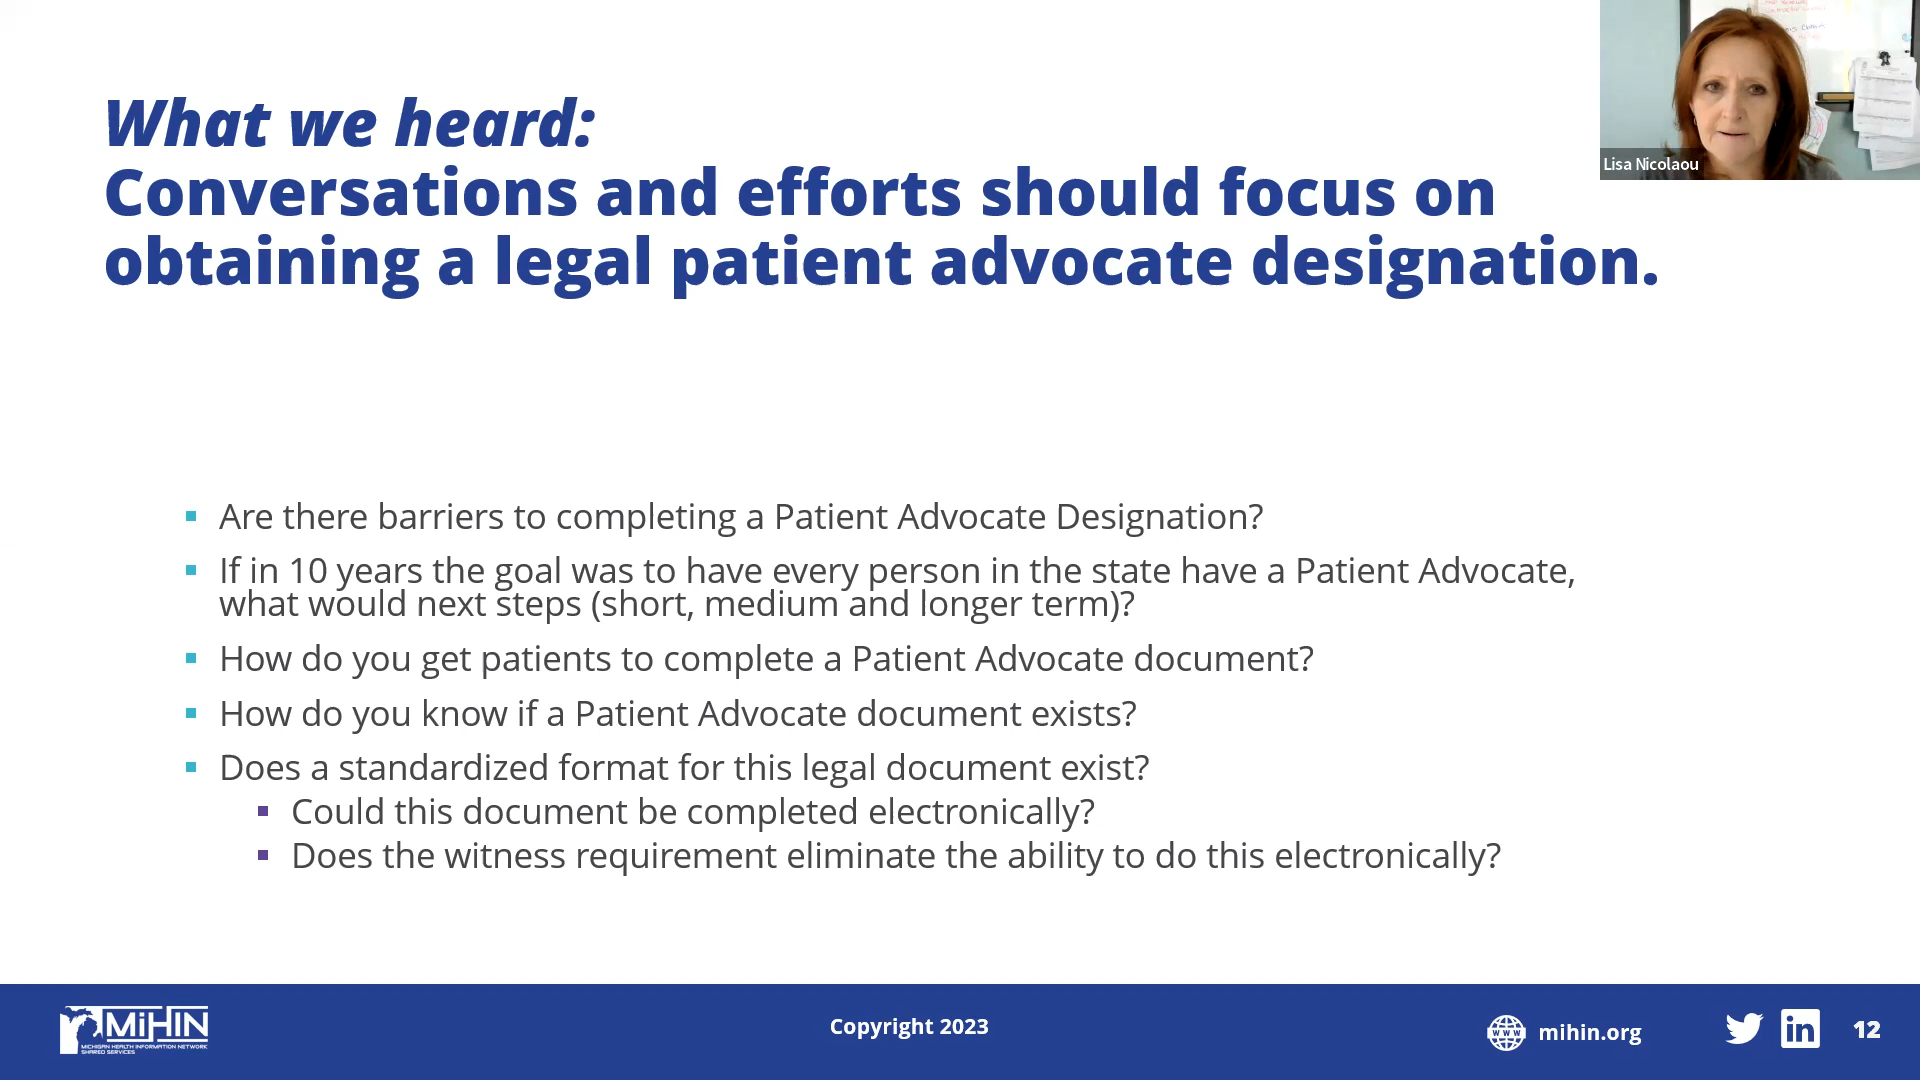 What we heard:
Conversations and efforts should focus on
obtaining a legal patient advocate designation.
Lisa Nicolaou
Are there barriers to completing a Patient Advocate Designation?
If in 10 years the goal was to have every person in the state have a Patient Advocate,
what would next steps (short, medium and longer term)?
How do you get patients to complete a Patient Advocate document?
How do you know if a Patient Advocate document exists?
Does a standardized format for this legal document exist?
Could this document be completed electronically?
Does the witness requirement eliminate the ability to do this electronically?
MiHIN
MICHIGAN HEALTH INFORMATION NETWORK
SHARED SERVICES
Copyright 2023
WWW
mihin.org
in
12